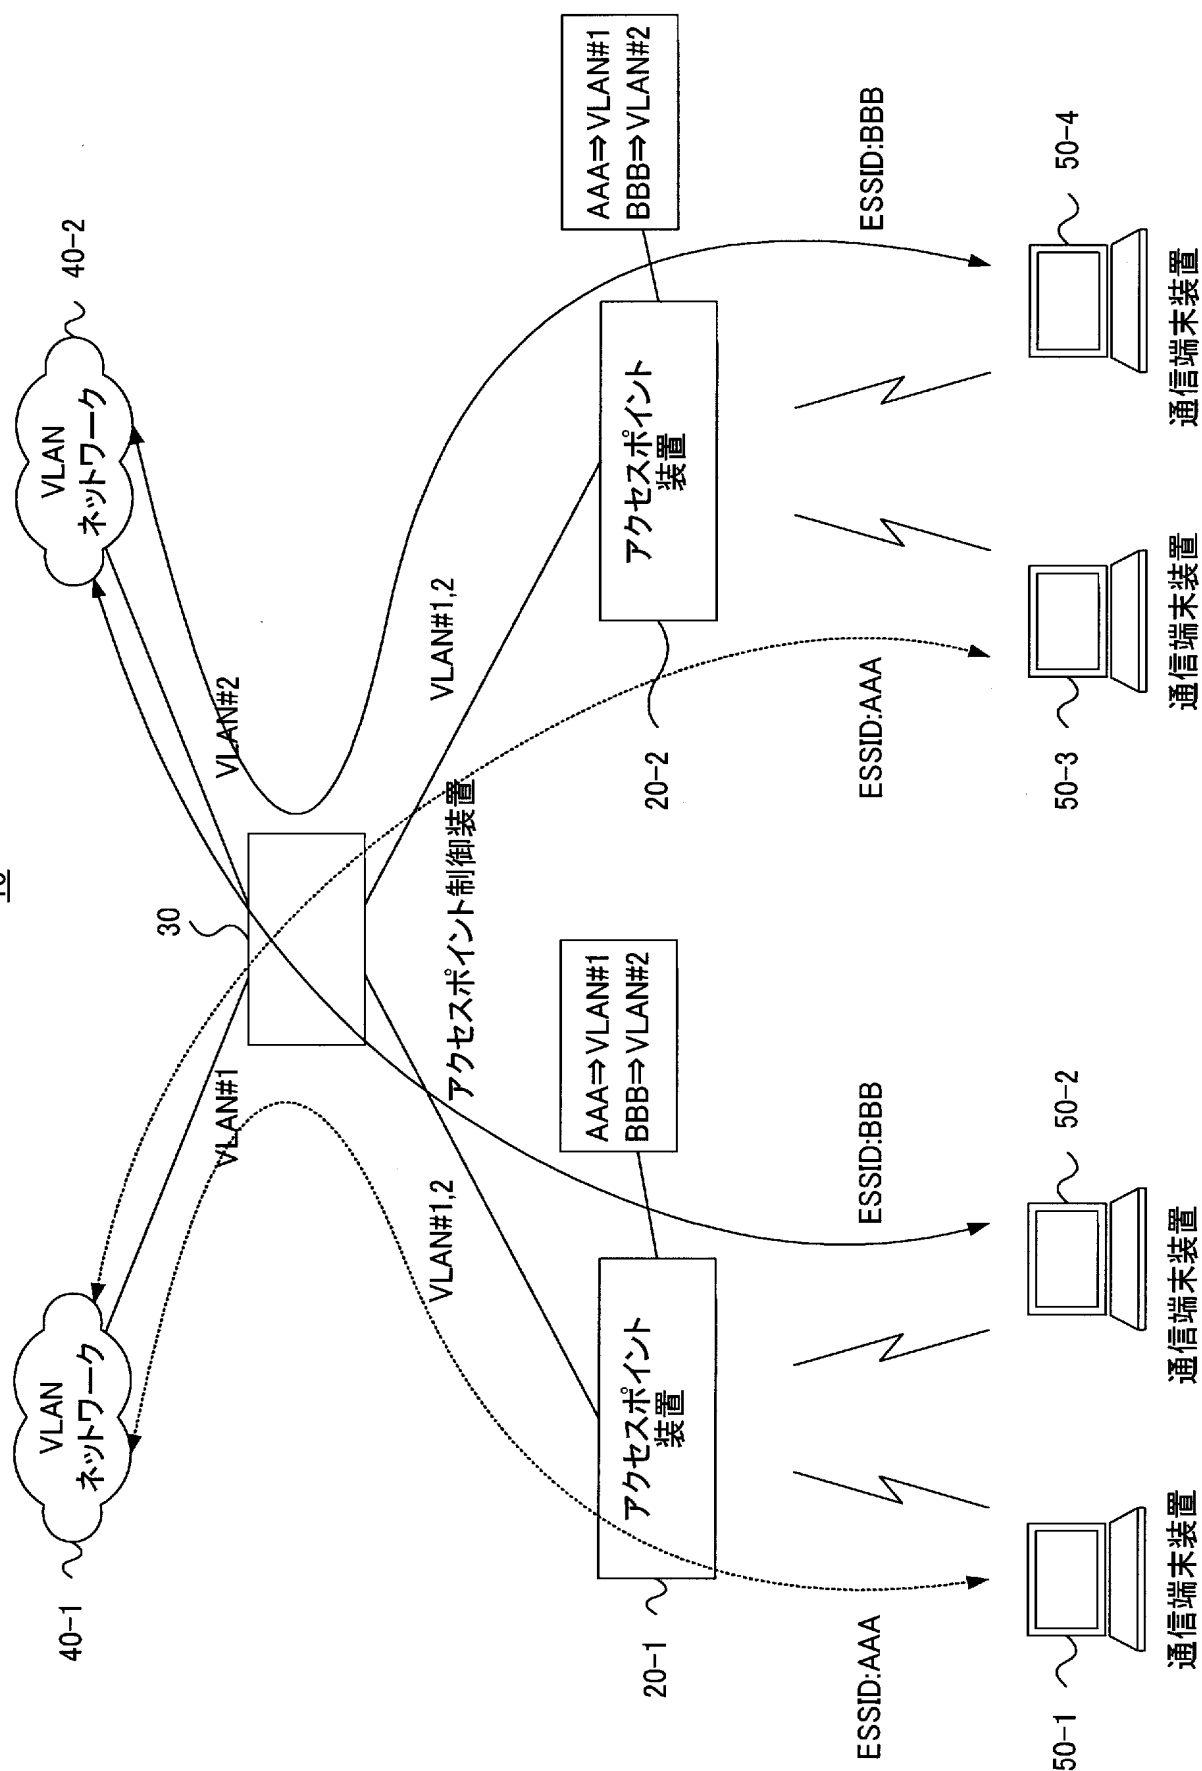 40-1
VLAN
ネットワーク
40-2
VLAN
ネットワーク
VLAN#1
30
VLAN#2
アクセスポイント制御装置
VLAN#1,2
VLAN#1,2
20-1
アクセスポイント
装置
AAA⇒VLAN#1
BBB⇒VLAN#2
20-2
アクセスポイント
装置
AAA⇒VLAN#1
BBB⇒VLAN#2
ESSID:AAA
ESSID:BBB
ESSID:AAA
ESSID:BBB
50-1
50-2
50-3
50-4
通信端末装置
通信端末装置
通信端末装置
通信端末装置